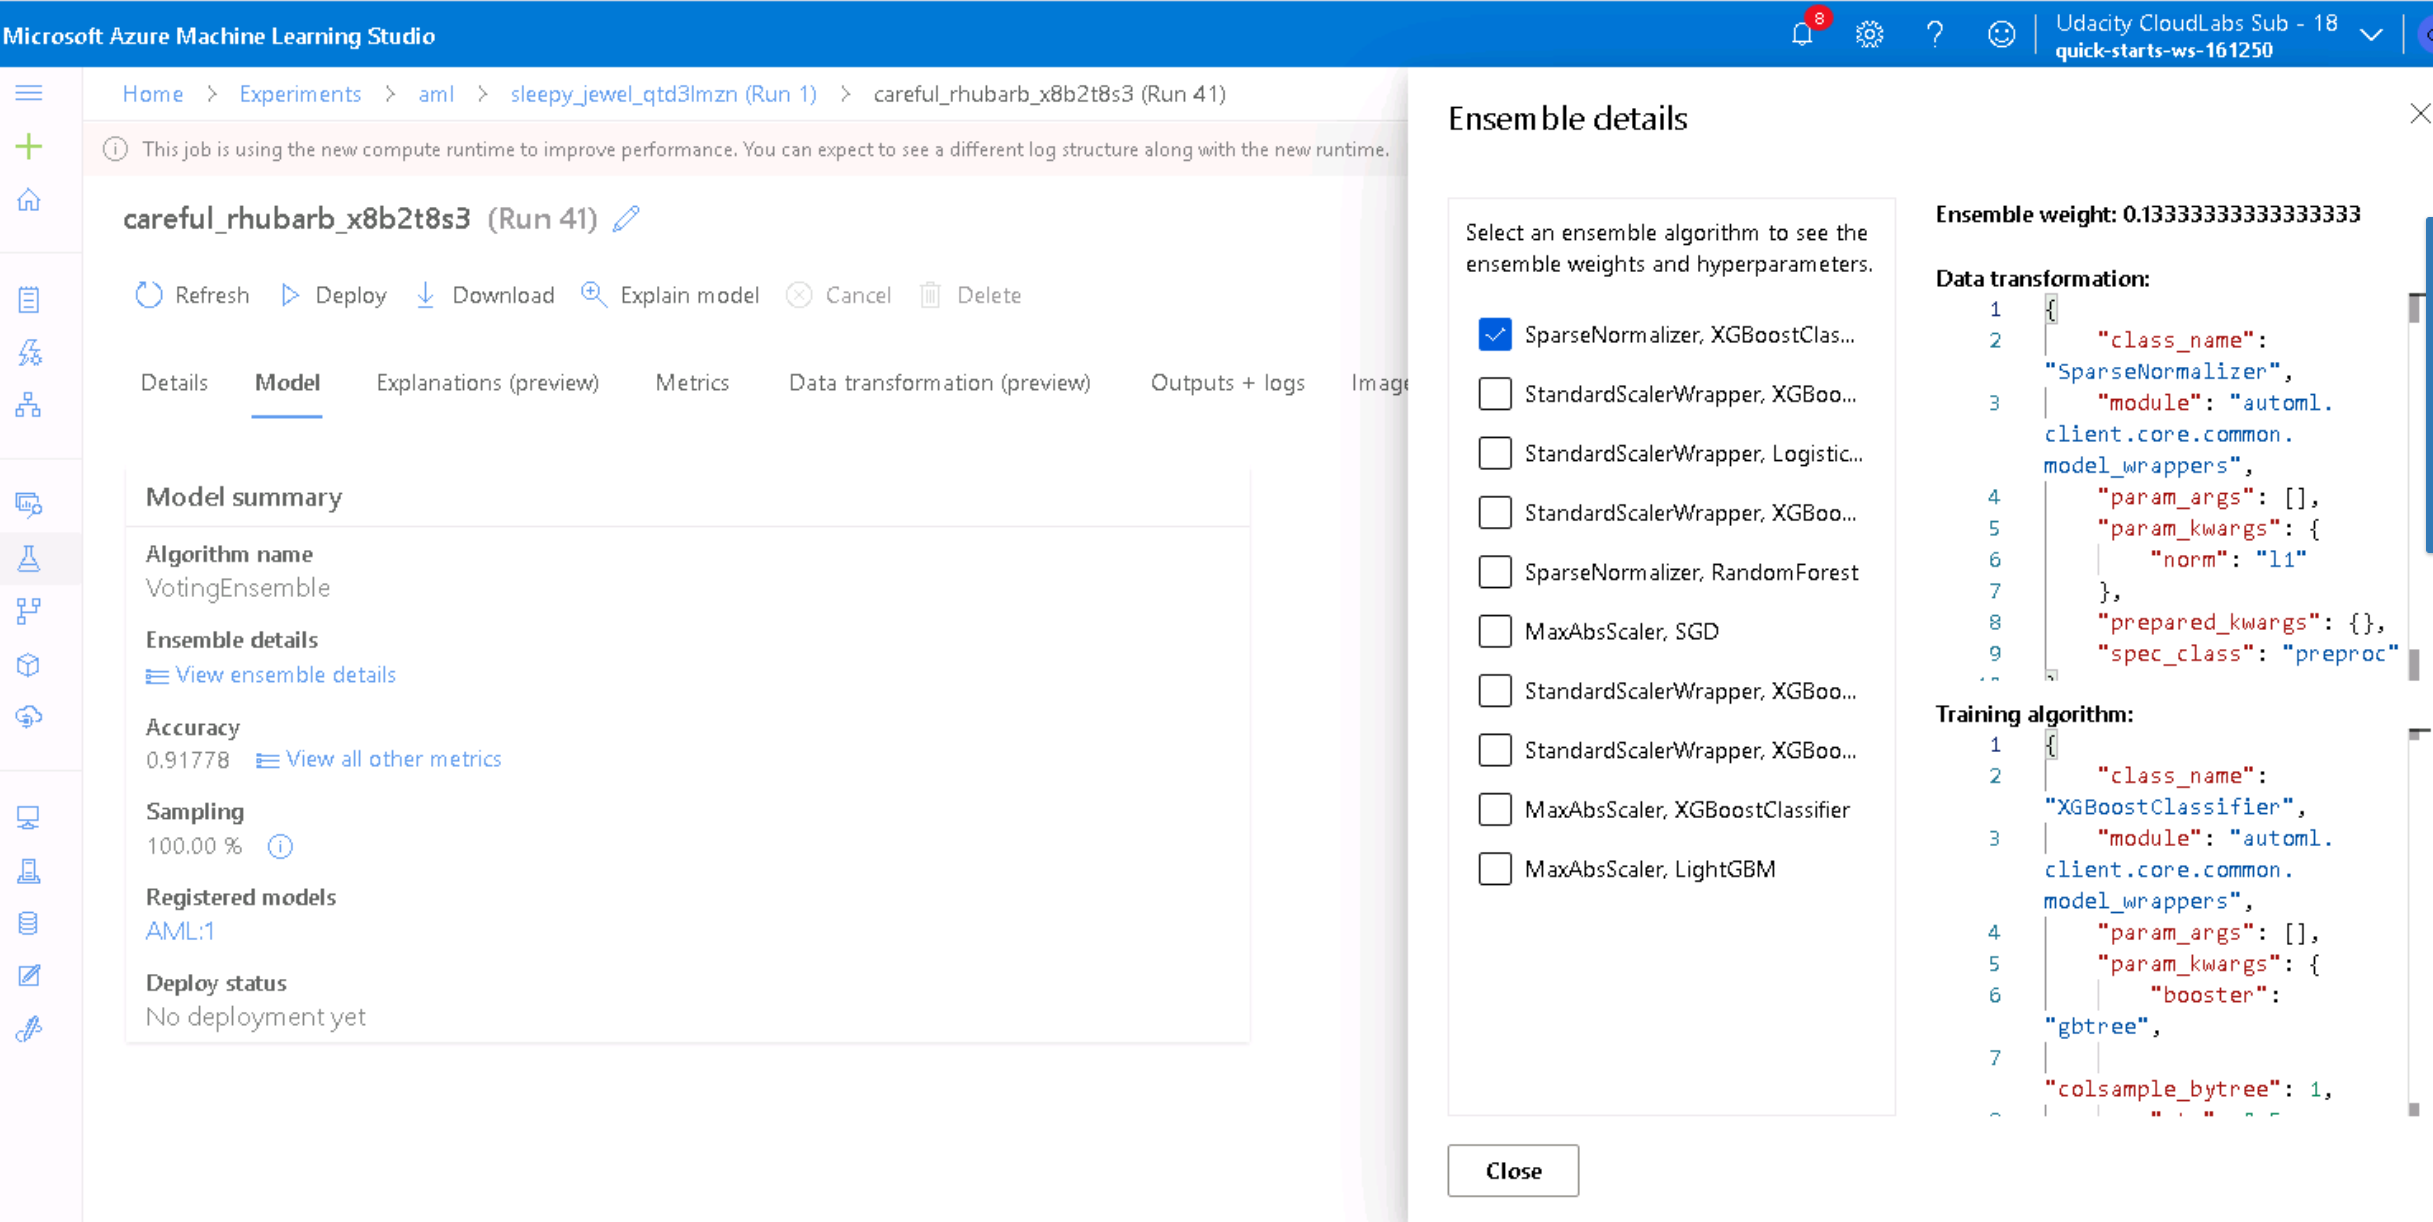 Microsoft Azure Machine Learning Studio
8
Udacity CloudLabs Sub - 18
quick-starts-ws-161250
Home > Experiments > aml > sleepy_jewel_qtd3lmzn (Run 1) > careful_rhubarb_x8b2t8s3 (Run 41)
This job is using the new compute runtime to improve performance. You can expect to see a different log structure along with the new runtime.
careful_rhubarb_x8b2t8s3 (Run 41)
Refresh Deploy Download Explain model Cancel Delete
Details Model Explanations (preview) Metrics Data transformation (preview) Outputs + logs Image
Model summary
Algorithm name
VotingEnsemble
Ensemble details
View ensemble details
Accuracy
0.91778 View all other metrics
Sampling
100.00 %
Registered models
AML:1
Deploy status
No deployment yet
Ensemble details
Select an ensemble algorithm to see the
ensemble weights and hyperparameters.
SparseNormalizer, XGBoostClas...
StandardScalerWrapper, XGBoo...
StandardScalerWrapper, Logistic...
StandardScalerWrapper, XGBoo...
SparseNormalizer, RandomForest
MaxAbsScaler, SGD
StandardScalerWrapper, XGBoo...
StandardScalerWrapper, XGBoo...
MaxAbsScaler, XGBoostClassifier
MaxAbsScaler, LightGBM
Close
Ensemble weight: 0.13333333333333333
Data transformation:
1 {
2 "class_name":
"SparseNormalizer",
3 "module": "automl.
client.core.common.
model_wrappers",
4 "param_args": [],
5 "param_kwargs": {
6 "norm": "l1"
7 },
8 "prepared_kwargs": {},
9 "spec_class": "preproc"
Training algorithm:
1 {
2 "class_name":
"XGBoostClassifier",
3 "module": "automl.
client.core.common.
model_wrappers",
4 "param_args": [],
5 "param_kwargs": {
6 "booster":
"gbtree",
7
"colsample_bytree": 1,